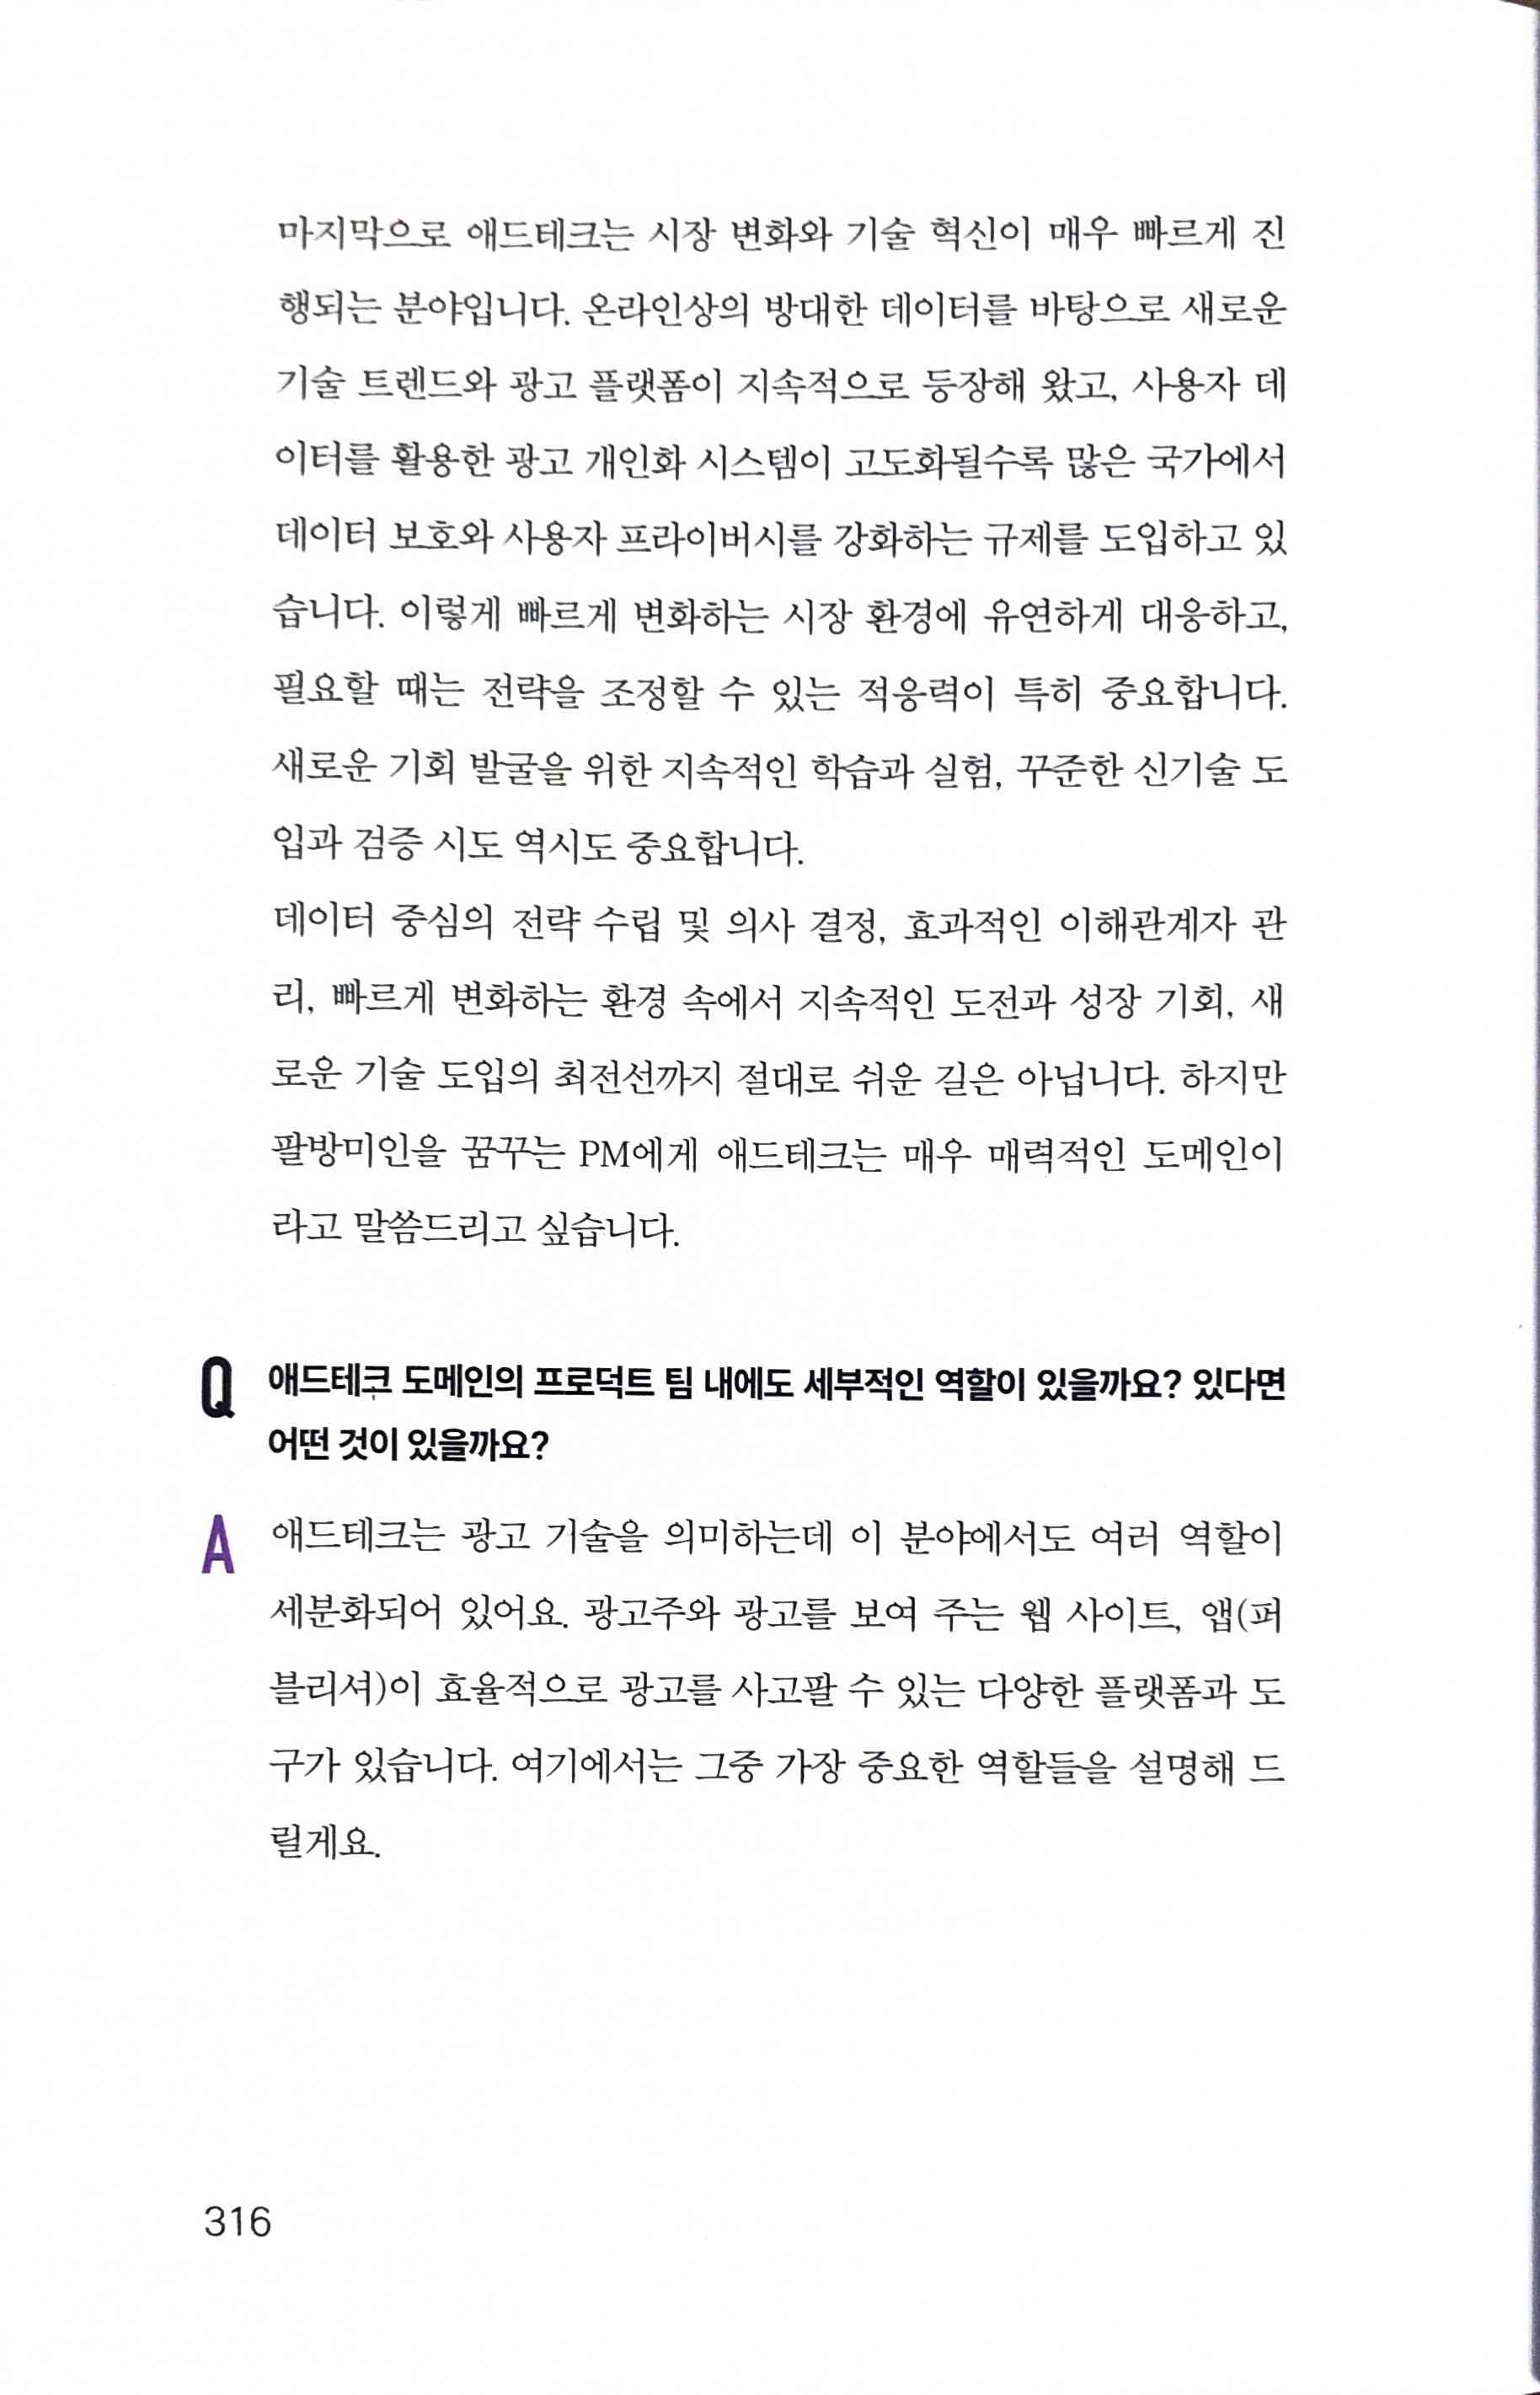 마지막으로 애드테크는 시장 변화와 기술 혁신이 매우 빠르게 진
행되는 분야입니다. 온라인상의 방대한 데이터를 바탕으로 새로운
기술 트렌드와 광고 플랫폼이 지속적으로 등장해 왔고, 사용자 데
이터를 활용한 광고 개인화 시스템이 고도화될수록 많은 국가에서
데이터 보호와 사용자 프라이버시를 강화하는 규제를 도입하고 있
습니다. 이렇게 빠르게 변화하는 시장 환경에 유연하게 대응하고,
필요할 때는 전략을 조정할 수 있는 적응력이 특히 중요합니다.
새로운 기회 발굴을 위한 지속적인 학습과 실험, 꾸준한 신기술 도
입과 검증 시도 역시도 중요합니다.
데이터 중심의 전략 수립 및 의사 결정, 효과적인 이해관계자 관
리, 빠르게 변화하는 환경 속에서 지속적인 도전과 성장 기회, 새
로운 기술 도입의 최전선까지 절대로 쉬운 길은 아닙니다. 하지만
팔방미인을 꿈꾸는 PM에게 애드테크는 매우 매력적인 도메인이
라고 말씀드리고 싶습니다.
Q 애드테크 도메인의 프로덕트 팀 내에도 세부적인 역할이 있을까요? 있다면
어떤 것이 있을까요?
A 애드테크는 광고 기술을 의미하는데 이 분야에서도 여러 역할이
세분화되어 있어요. 광고주와 광고를 보여 주는 웹 사이트, 앱(퍼
블리셔)이 효율적으로 광고를 사고팔 수 있는 다양한 플랫폼과 도
구가 있습니다. 여기에서는 그중 가장 중요한 역할들을 설명해 드
릴게요.
316